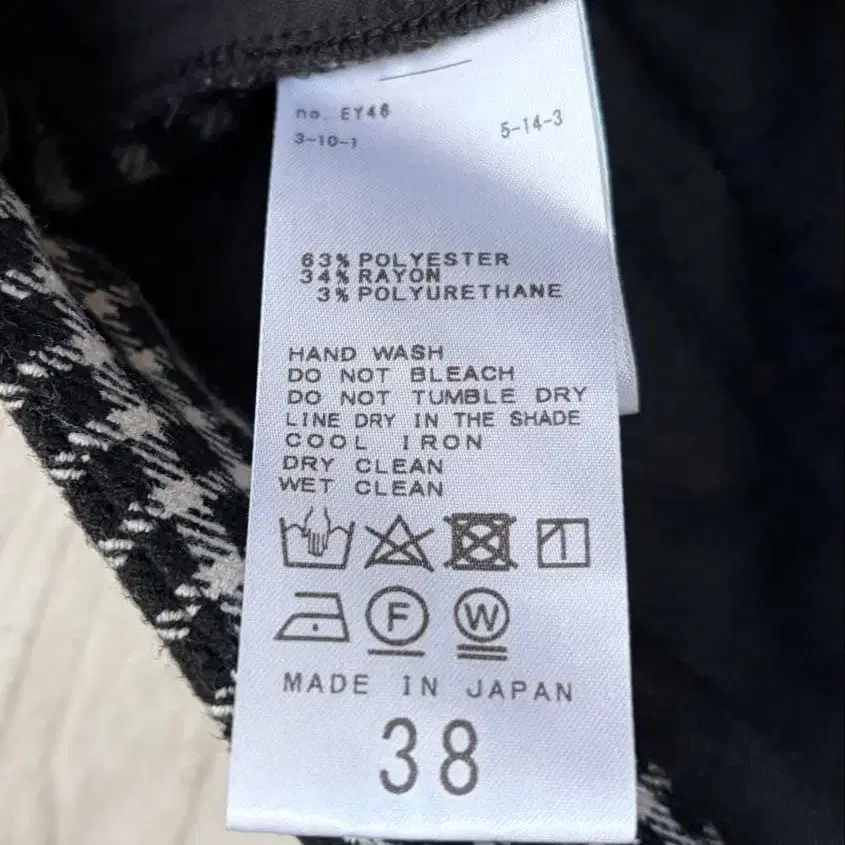 no. EY46
3-10-1
5-14-3
63% POLYESTER
34% RAYON
3% POLYURETHANE
HAND WASH
DO NOT BLEACH
DO NOT TUMBLE DRY
LINE DRY IN THE SHADE
COOL IRON
DRY CLEAN
WET CLEAN
F W
MADE IN JAPAN
38